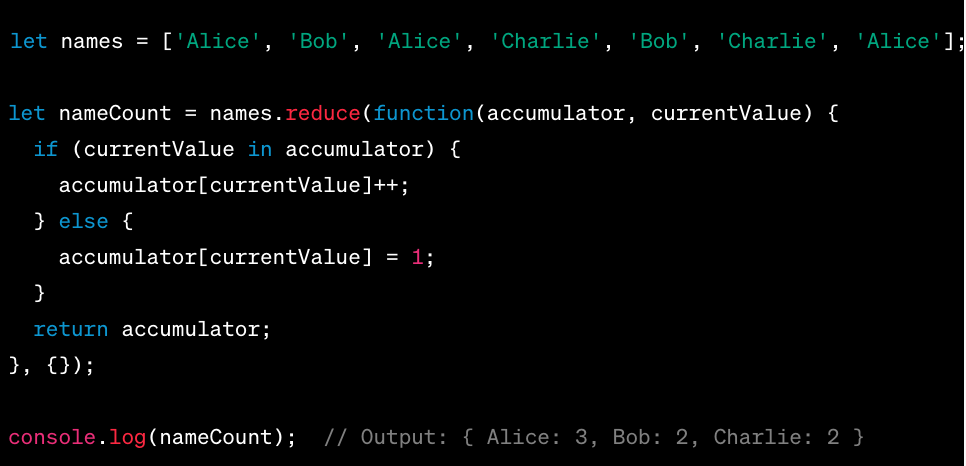 let names = ['Alice', 'Bob', 'Alice', 'Charlie', 'Bob', 'Charlie', 'Alice'];

let nameCount = names.reduce(function(accumulator, currentValue) {
  if (currentValue in accumulator) {
    accumulator[currentValue]++;
  } else {
    accumulator[currentValue] = 1;
  }
  return accumulator;
}, {});

console.log(nameCount);  // Output: { Alice: 3, Bob: 2, Charlie: 2 }